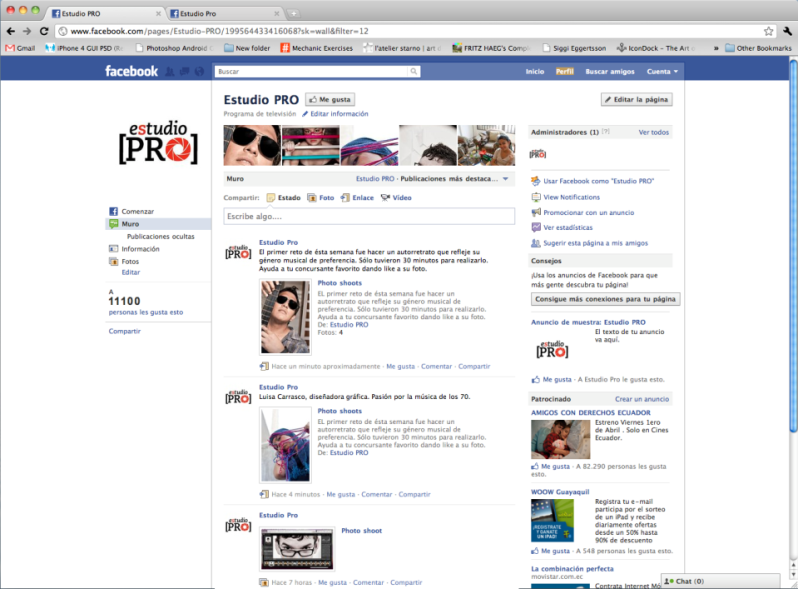 Estudio PRO
Estudio Pro
www.facebook.com/pages/Estudio-PRO/199564433416068?sk=wall&filter=12
Gmail
iPhone 4 GUI PSD (Re
Photoshop Android
New folder
Mechanic Exercises
l'atelier starno | art d
FRITZ HAEG's Comple
Siggi Eggertsson
IconDock - The Art
»
Other Bookmarks
facebook
Buscar
Inicio
Perfil
Buscar amigos
Cuenta
estudio
[PRO]
Comenzar
Muro
Publicaciones ocultas
Información
Fotos
Editar
A
11100
personas les gusta esto
Compartir
Estudio PRO
Me gusta
Editar la página
Programa de televisión
Editar información
Muro
Estudio PRO · Publicaciones más destaca...
Compartir:
Estado
Foto
Enlace
Video
Escribe algo....
estudio
[PRO]
Estudio Pro
El primer reto de ésta semana fue hacer un autorretrato que refleje su
género musical de preferencia. Sólo tuvieron 30 minutos para realizarlo.
Ayuda a tu concursante favorito dando like a su foto.
Photo shoots
EL primer reto de ésta semana fue hacer un
autorretrato que refleje su género musical de
preferencia. Sólo tuvieron 30 minutos para realizarlo.
Ayuda a tu concursante favorito dando like a su foto.
De: Estudio PRO
Fotos: 4
Hace un minuto aproximadamente · Me gusta · Comentar · Compartir
estudio
[PRO]
Estudio Pro
Luisa Carrasco, diseñadora gráfica. Pasión por la música de los 70.
Photo shoots
EL primer reto de ésta semana fue hacer un
autorretrato que refleje su género musical de
preferencia. Sólo tuvieron 30 minutos para realizarlo.
Ayuda a tu concursante favorito dando like a su foto.
De: Estudio PRO
Hace 4 minutos · Me gusta · Comentar · Compartir
estudio
[PRO]
Estudio Pro
Photo shoot
Hace 7 horas · Me gusta · Comentar · Compartir
Administradores (1) [?]
Ver todos
estudio
[PRO]
Usar Facebook como "Estudio PRO"
View Notifications
Promocionar con un anuncio
Ver estadísticas
Sugerir esta página a mis amigos
Consejos
¡Usa los anuncios de Facebook para que
más gente descubra tu página!
Consigue más conexiones para tu página
Anuncio de muestra: Estudio PRO
El texto de tu anuncio
va aquí.
estudio
[PRO]
Me gusta · A Estudio Pro le gusta esto.
Patrocinado
Crear un anuncio
AMIGOS CON DERECHOS ECUADOR
Estreno Viernes 1ero
de Abril . Solo en Cines
Ecuador.
Me gusta · A 82.290 personas les gusta
esto.
WOOW Guayaquil
Registra tu e-mail
participa por el sorteo
de un iPad y recibe
diariamente ofertas
desde un 50% hasta
90% de descuento
¡REGÍSTRATE
Y GANATE
UN iPAD!
Me gusta · A 548 personas les gusta esto.
La combinación perfecta
movistar.com.ec
Contrata Internet Mó
Chat (0)